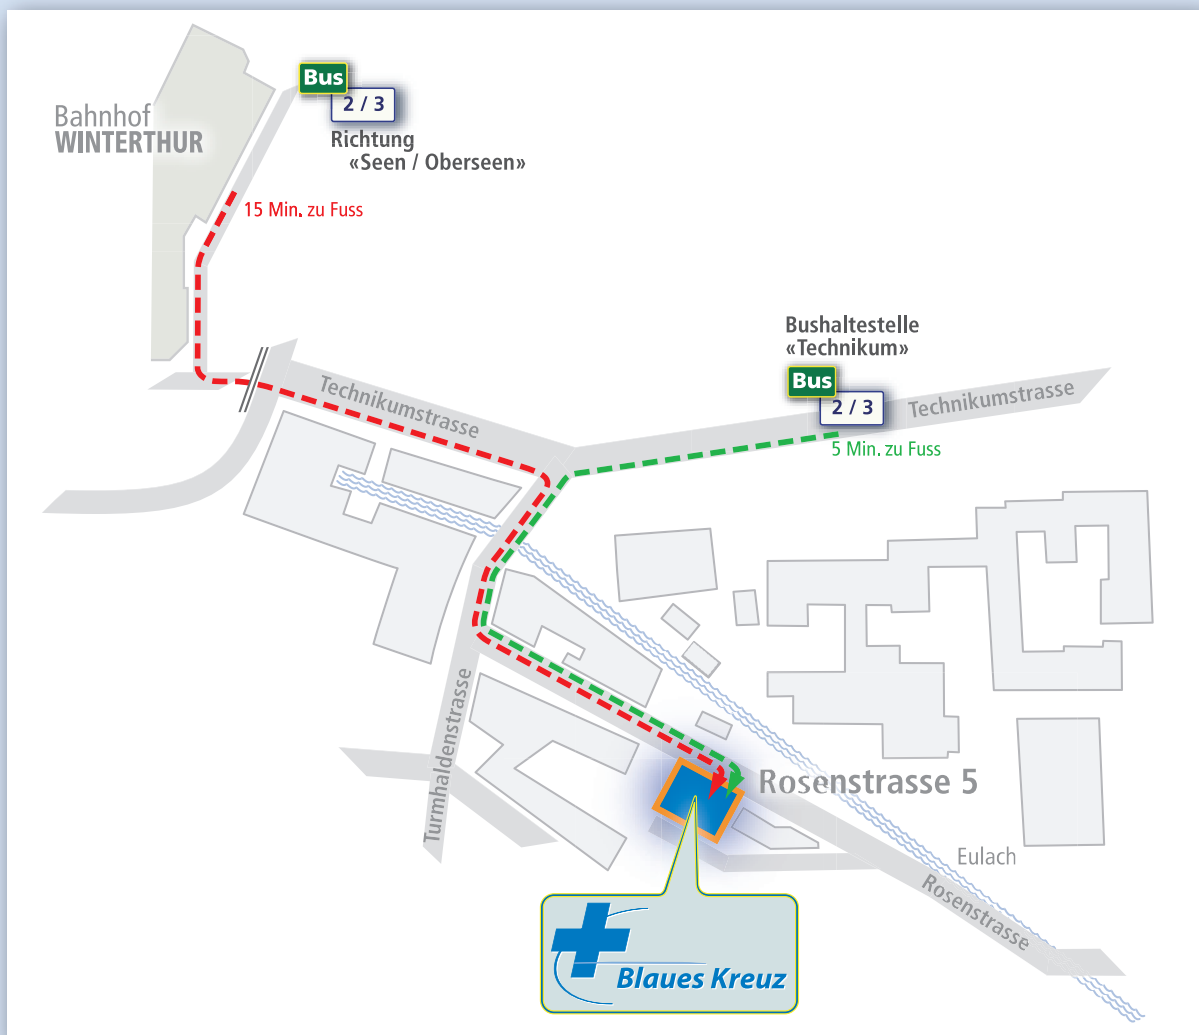 Bus
2 / 3
Bahnhof
WINTERTHUR
Richtung
«Seen / Oberseen»
15 Min. zu Fuss
Bushaltestelle
«Technikum»
Bus
2 / 3
Technikumstrasse
Technikumstrasse
5 Min. zu Fuss
Turmhaldenstrasse
Rosenstrasse 5
Eulach
Rosenstrasse
Blaues Kreuz